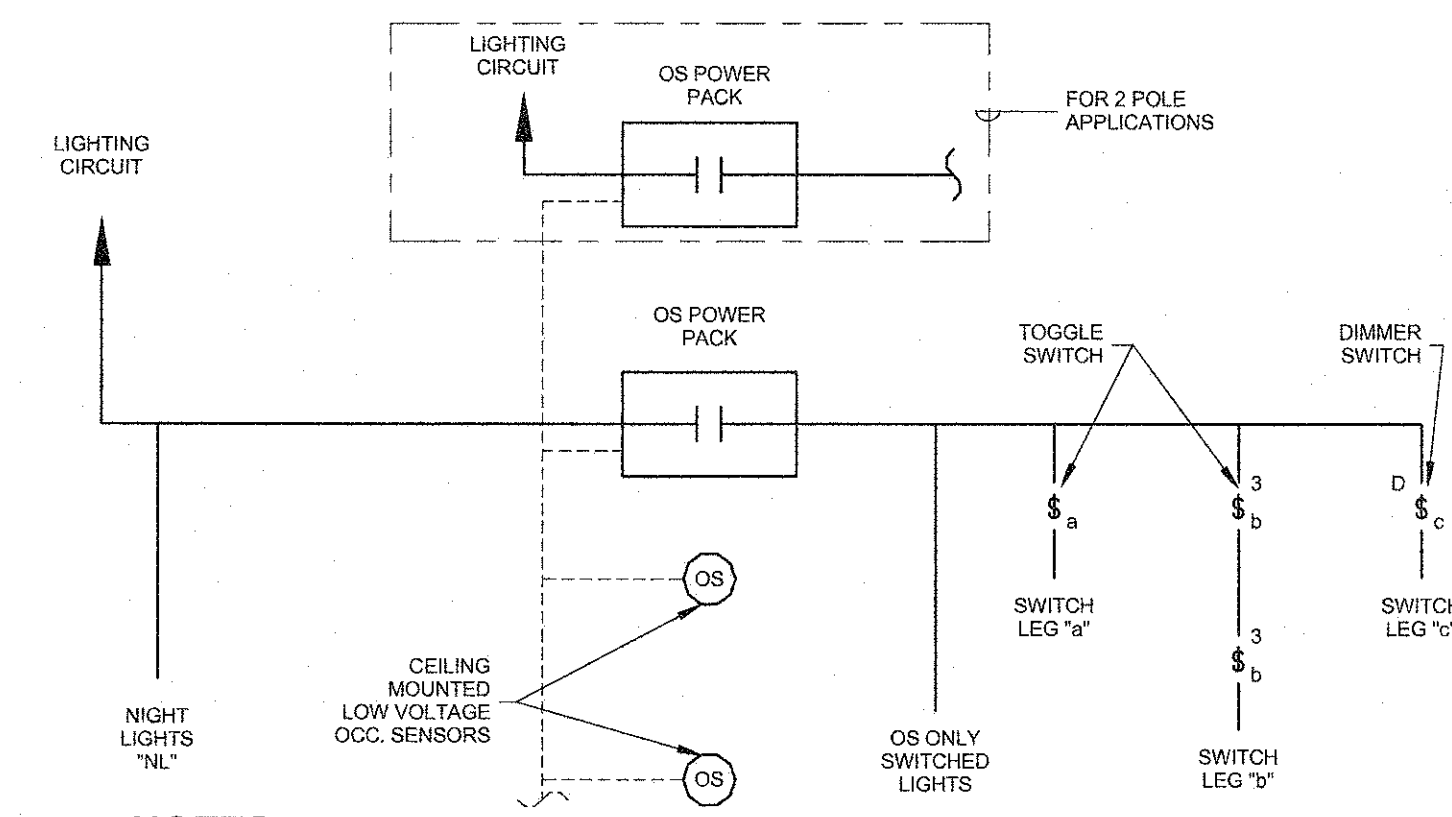 LIGHTING
CIRCUIT
OS POWER
PACK
FOR 2 POLE
APPLICATIONS
LIGHTING
CIRCUIT
OS POWER
PACK
TOGGLE
SWITCH
DIMMER
SWITCH
3
D
$ a
$ b
$ c
OS
SWITCH
LEG "a"
SWITCH
LEG "c"
3
$ b
CEILING
MOUNTED
LOW VOLTAGE
OCC. SENSORS
NIGHT
LIGHTS
"NL"
OS ONLY
SWITCHED
LIGHTS
SWITCH
LEG "b"
OS